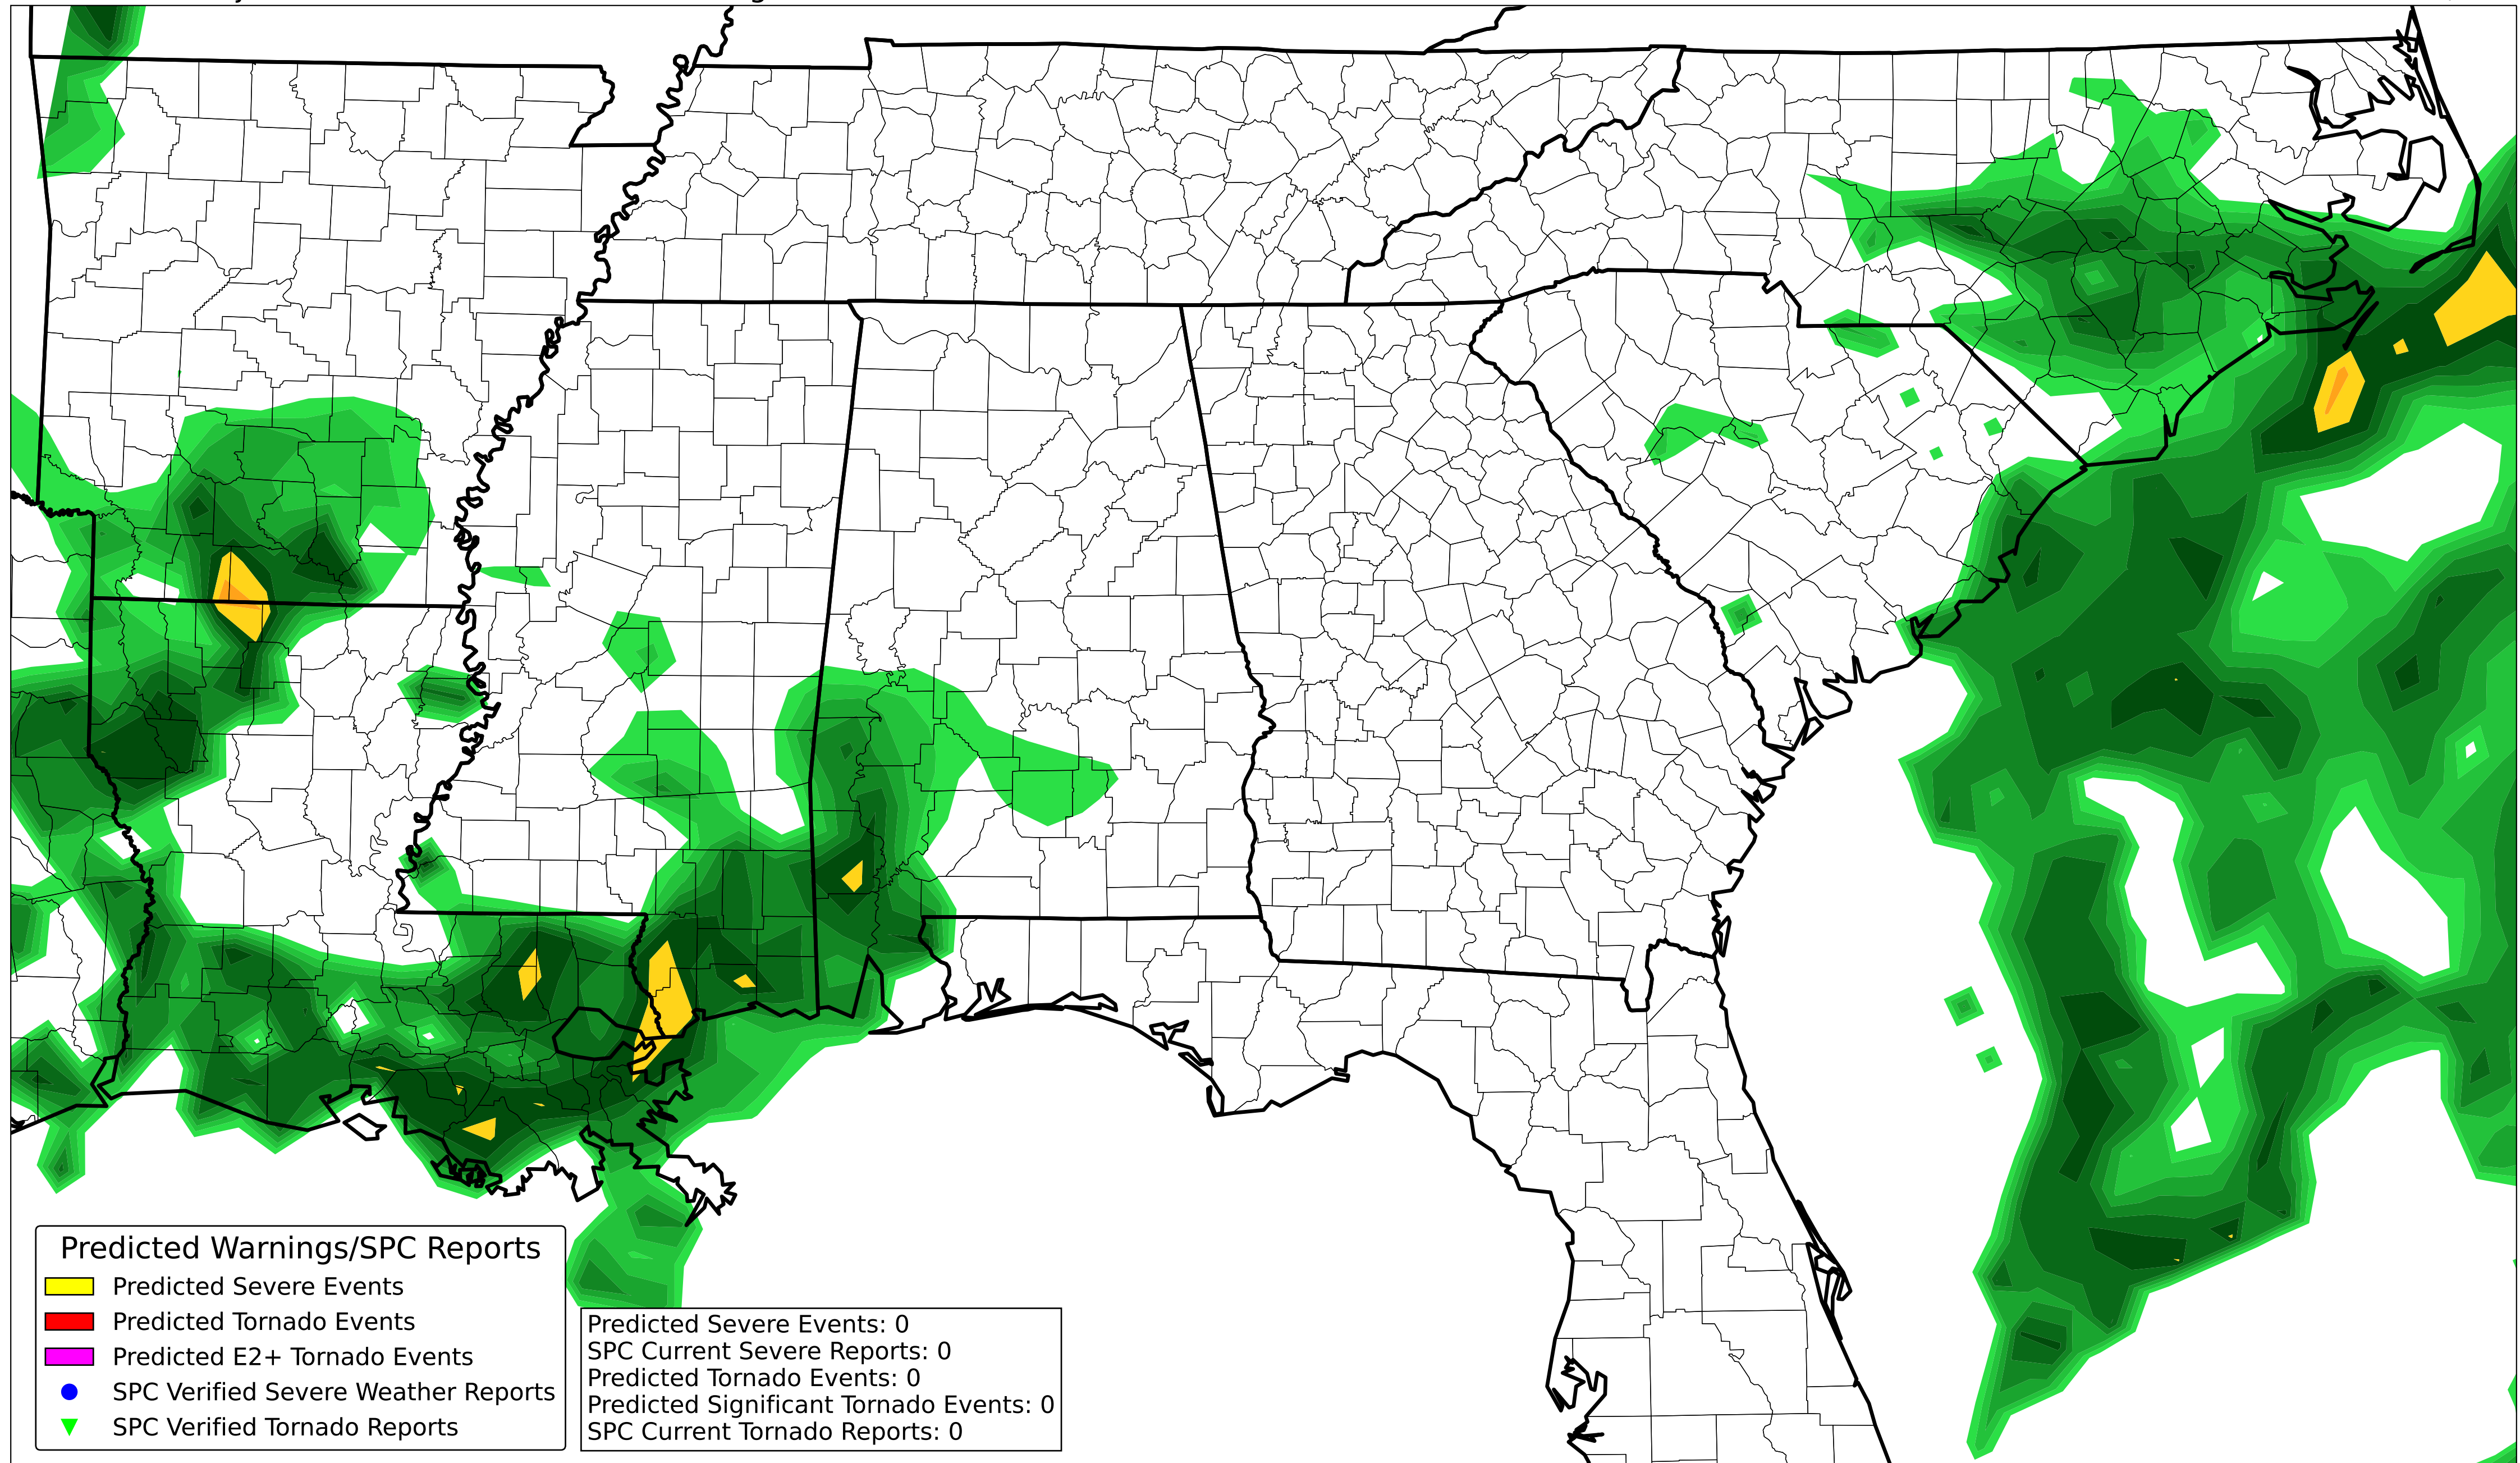 Predicted Warnings/SPC Reports
Predicted Severe Events
Predicted Tornado Events
Predicted E2+ Tornado Events
SPC Verified Severe Weather Reports
SPC Verified Tornado Reports
Predicted Severe Events: 0
SPC Current Severe Reports: 0
Predicted Tornado Events: 0
Predicted Significant Tornado Events: 0
SPC Current Tornado Reports: 0